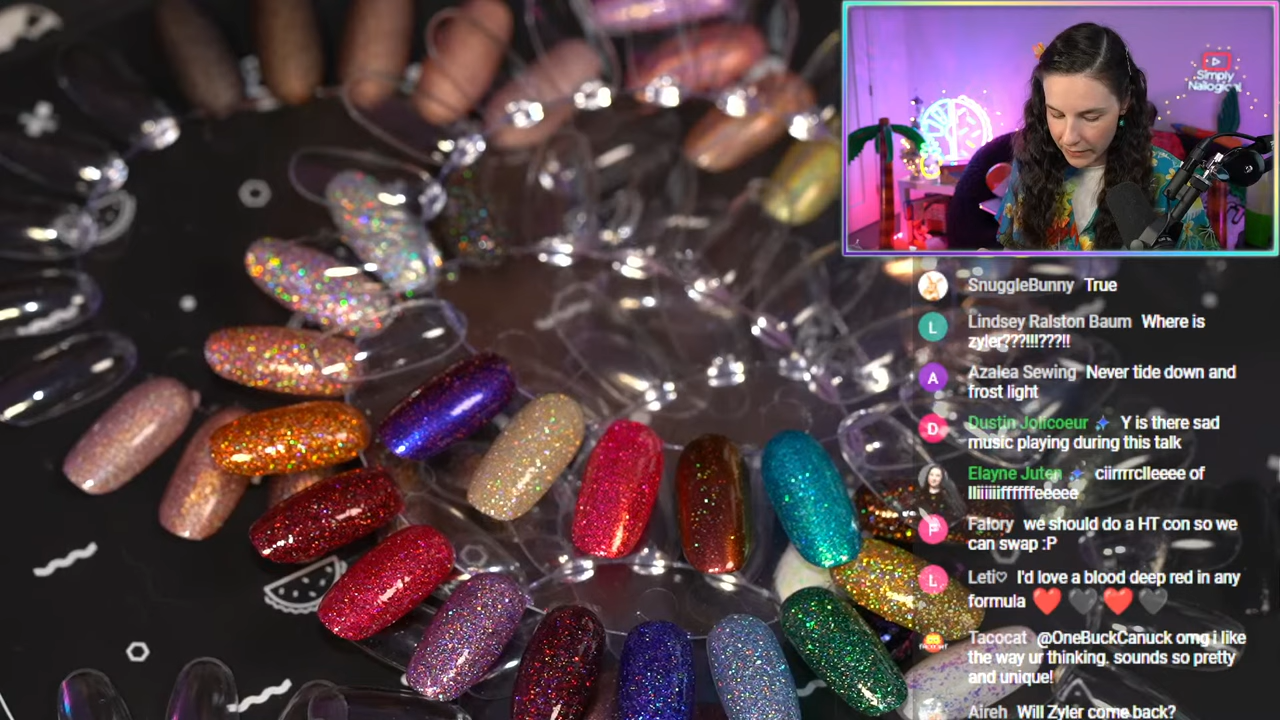 Simply
Nailogical
SnuggleBunny True
Lindsey Ralston Baum Where is
zyler???!!!???!!
Azalea Sewing Never tide down and
frost light
Dustin Jolicoeur Y is there sad
music playing during this talk
Elayne Juten ciirrrrclleeee of
lliiiiiiffffffeeeee
Falory we should do a HT con so we
can swap :P
Leti♡ I'd love a blood deep red in any
formula ❤️🖤❤️🖤
Tacocat @OneBuckCanuck omg i like
the way ur thinking. sounds so pretty
and unique!
Aireh Will Zyler come back?
L
A
D
F
L